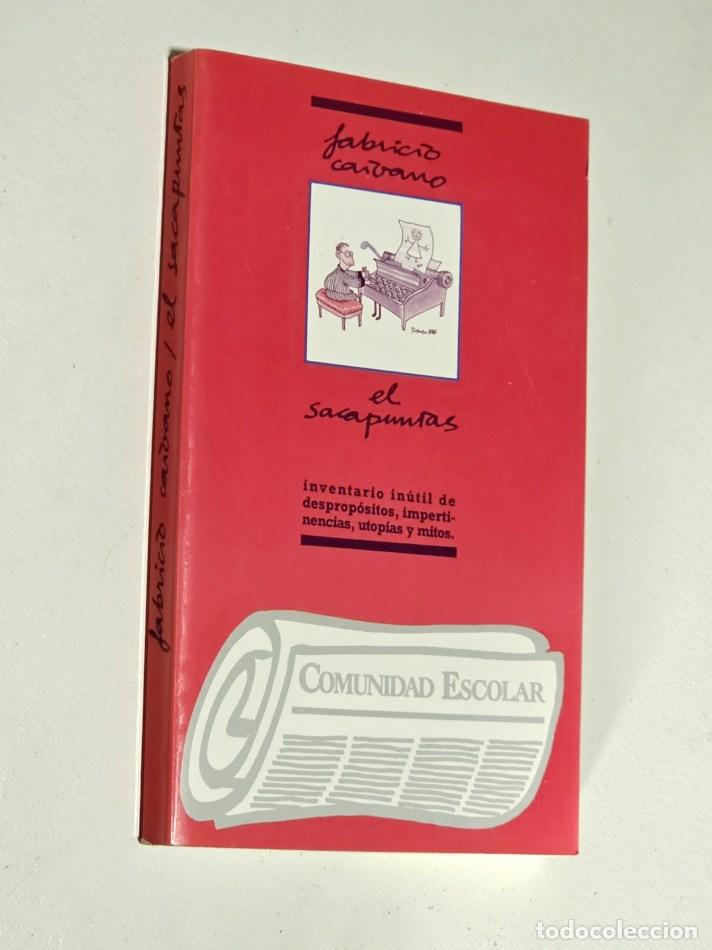 fabricio caivano / el sacapuntas
fabricio
caivano
el
sacapuntas
inventario inútil de
despropósitos, imperti-
nencias, utopías y mitos.
COMUNIDAD ESCOLAR
todocoleccion